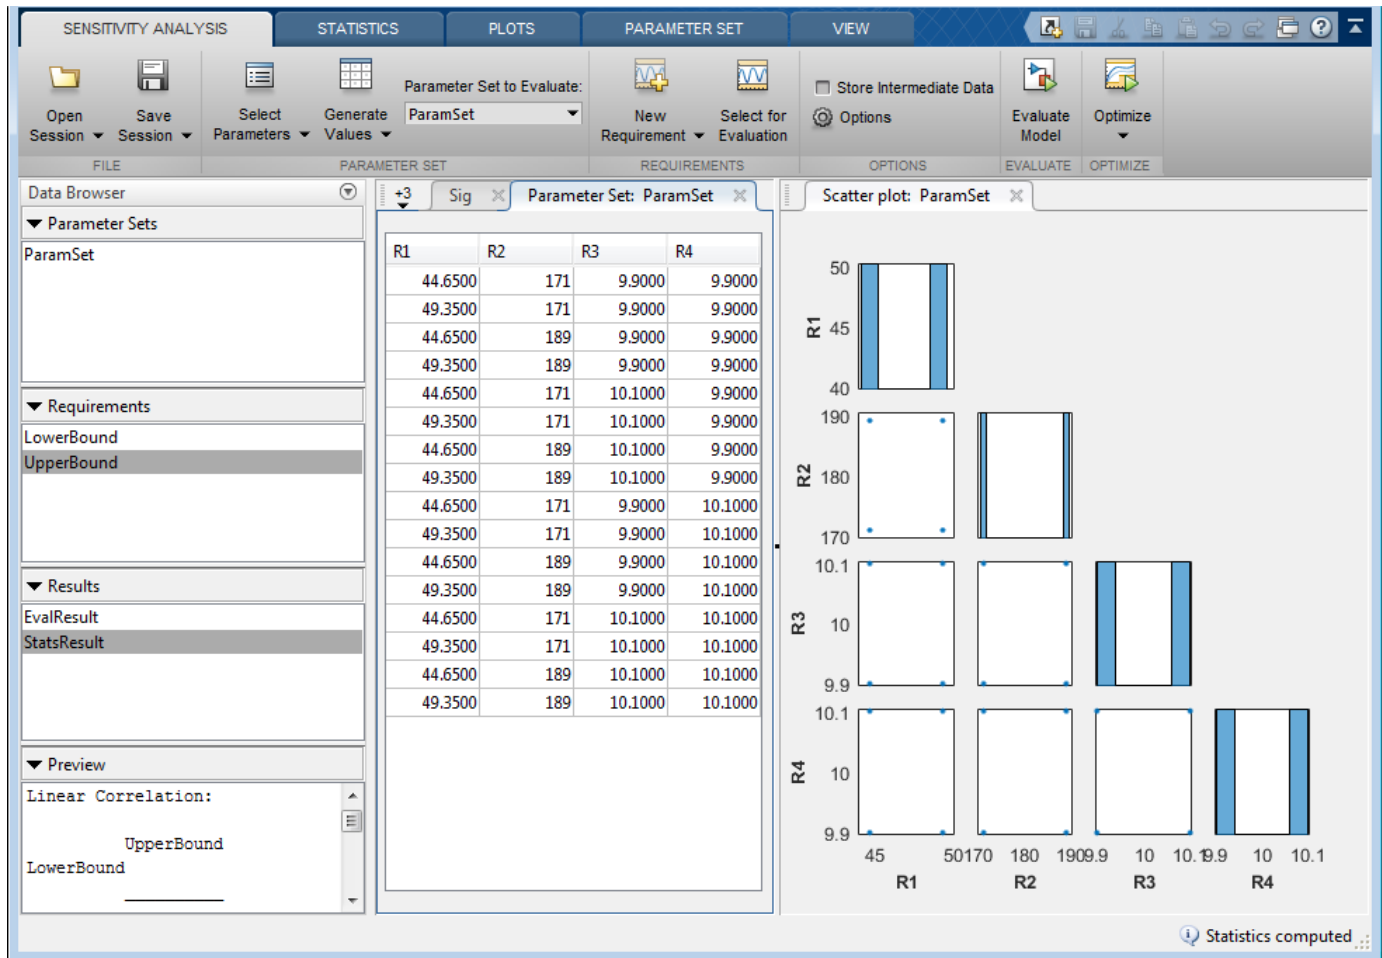 SENSITIVITY ANALYSIS STATISTICS PLOTS PARAMETER SET VIEW
Open Session Save Session
Select Parameters Generate Values
Parameter Set to Evaluate:
ParamSet
New Requirement Select for Evaluation
Store Intermediate Data
Options
Evaluate Model
Optimize
FILE PARAMETER SET REQUIREMENTS OPTIONS EVALUATE OPTIMIZE
Data Browser
Parameter Sets
ParamSet
Requirements
LowerBound
UpperBound
Results
EvalResult
StatsResult
Preview
Linear Correlation:
UpperBound
LowerBound
+3 Sig Parameter Set: ParamSet
R1 R2 R3 R4
44.6500 171 9.9000 9.9000
49.3500 171 9.9000 9.9000
44.6500 189 9.9000 9.9000
49.3500 189 9.9000 9.9000
44.6500 171 10.1000 9.9000
49.3500 171 10.1000 9.9000
44.6500 189 10.1000 9.9000
49.3500 189 10.1000 9.9000
44.6500 171 9.9000 10.1000
49.3500 171 9.9000 10.1000
44.6500 189 9.9000 10.1000
49.3500 189 9.9000 10.1000
44.6500 171 10.1000 10.1000
49.3500 171 10.1000 10.1000
44.6500 189 10.1000 10.1000
49.3500 189 10.1000 10.1000
Scatter plot: ParamSet
50
R1 45
40
190
R2 180
170
10.1
R3 10
9.9
10.1
R4 10
9.9
45 50 170 180 190 9.9 10 10.1 9.9 10 10.1
R1 R2 R3 R4
Statistics computed